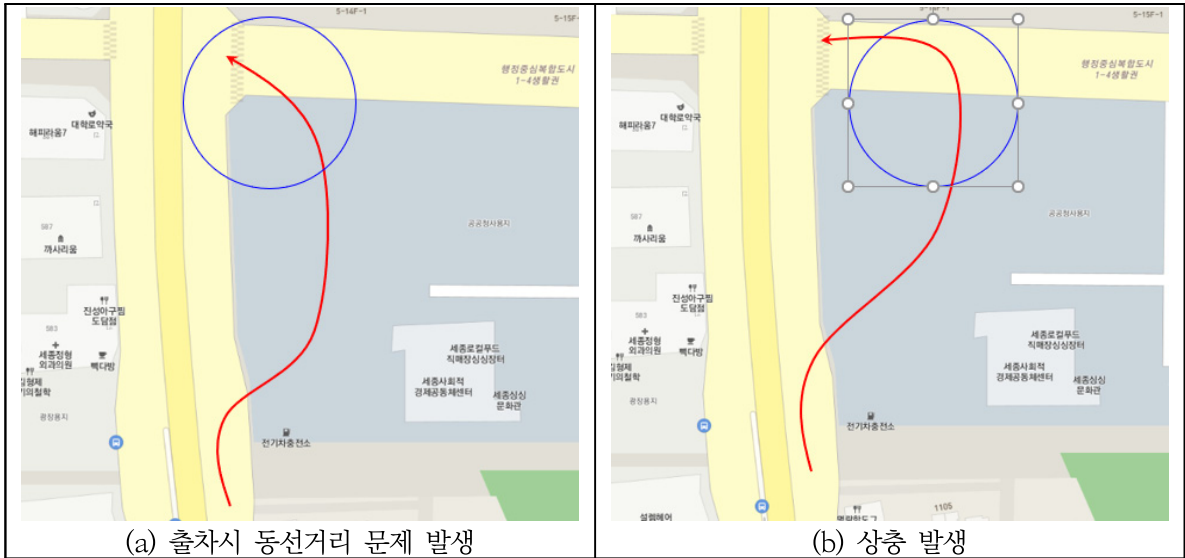 5-14F-1
5-15F-1
행정중심복합도시
1-4생활권
대학로약국
해피라움7
587
까사리움
공공청사용지
진성아구찜
도담점
583
세종정형
외과의원
빽다방
길형제
세종로컬푸드
직매장싱싱장터
세종사회적
경제공동체센터
세종싱싱
문화관
광장용지
전기차충전소
(a) 출차시 동선거리 문제 발생
5-15F-1
행정중심복합도시
1-4생활권
대학로약국
해피라움7
587
까사리움
공공청사용지
진성아구찜
도담점
583
세종정형
외과의원
빽다방
길형제
세종로컬푸드
직매장싱싱장터
세종사회적
경제공동체센터
세종싱싱
문화관
광장용지
전기차충전소
1105
설렘헤어
(b) 상충 발생